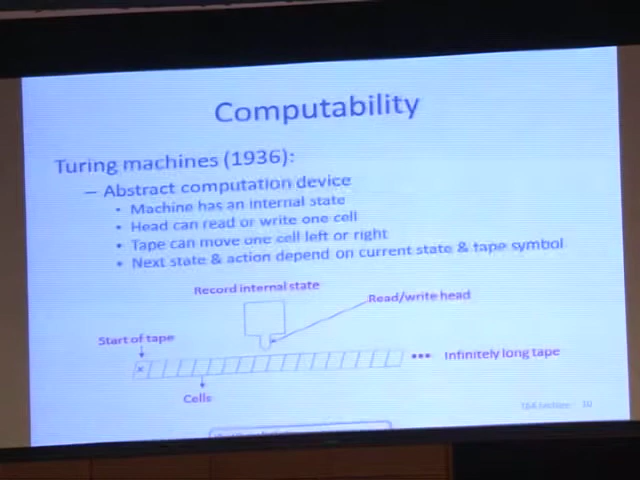 Computability
Turing machines (1936):
– Abstract computation device
• Machine has an internal state
• Head can read or write one cell
• Tape can move one cell left or right
• Next state & action depend on current state & tape symbol
Record internal state
Read/write head
Start of tape
x
••• Infinitely long tape
Cells
Lecture 10